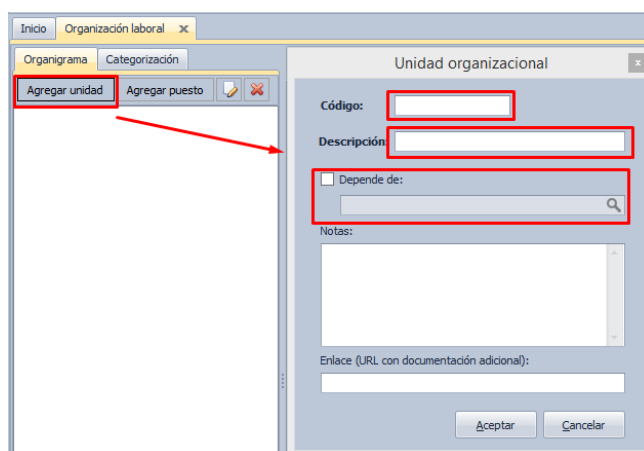 Inicio Organización laboral x
Organigrama Categorización
Agregar unidad Agregar puesto
Unidad organizacional x
Código:
Descripción
Depende de:
Notas:
Enlace (URL con documentación adicional):
Aceptar Cancelar